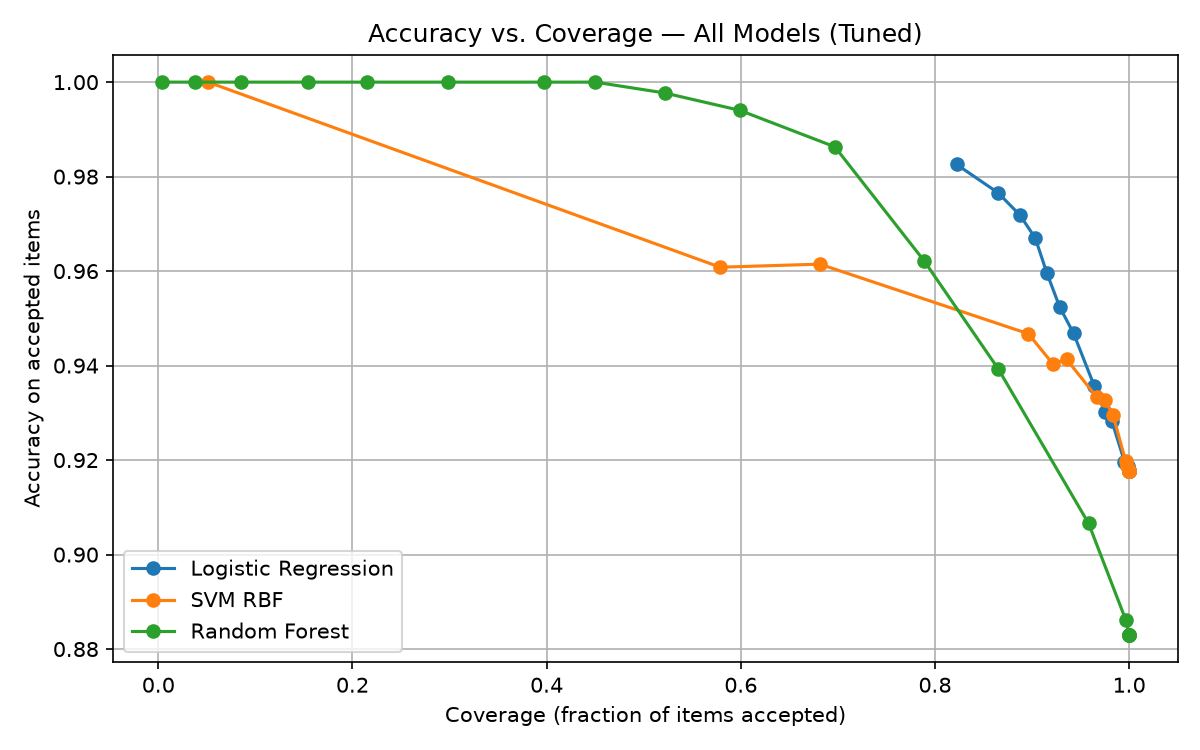 Accuracy vs. Coverage — All Models (Tuned)
Accuracy on accepted items
1.00
0.98
0.96
0.94
0.92
0.90
0.88
Logistic Regression
SVM RBF
Random Forest
0.0 0.2 0.4 0.6 0.8 1.0
Coverage (fraction of items accepted)